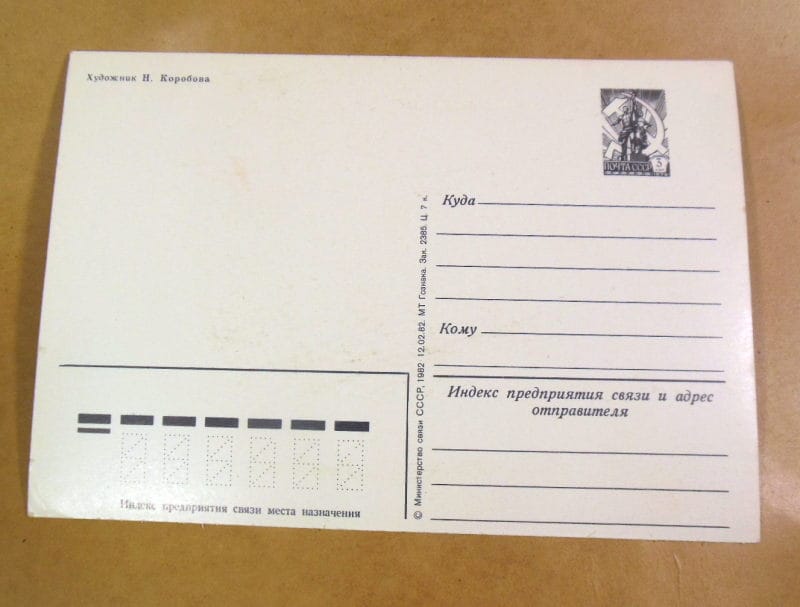 Художник Н. Коробова
ПОЧТА СССР
Куда
Кому
© Министерство связи СССР, 1982 12.02.82. МТ Гознака. Зак. 2385. Ц. 7 к.
Индекс предприятия связи и адрес
отправителя
Индекс предприятия связи места назначения